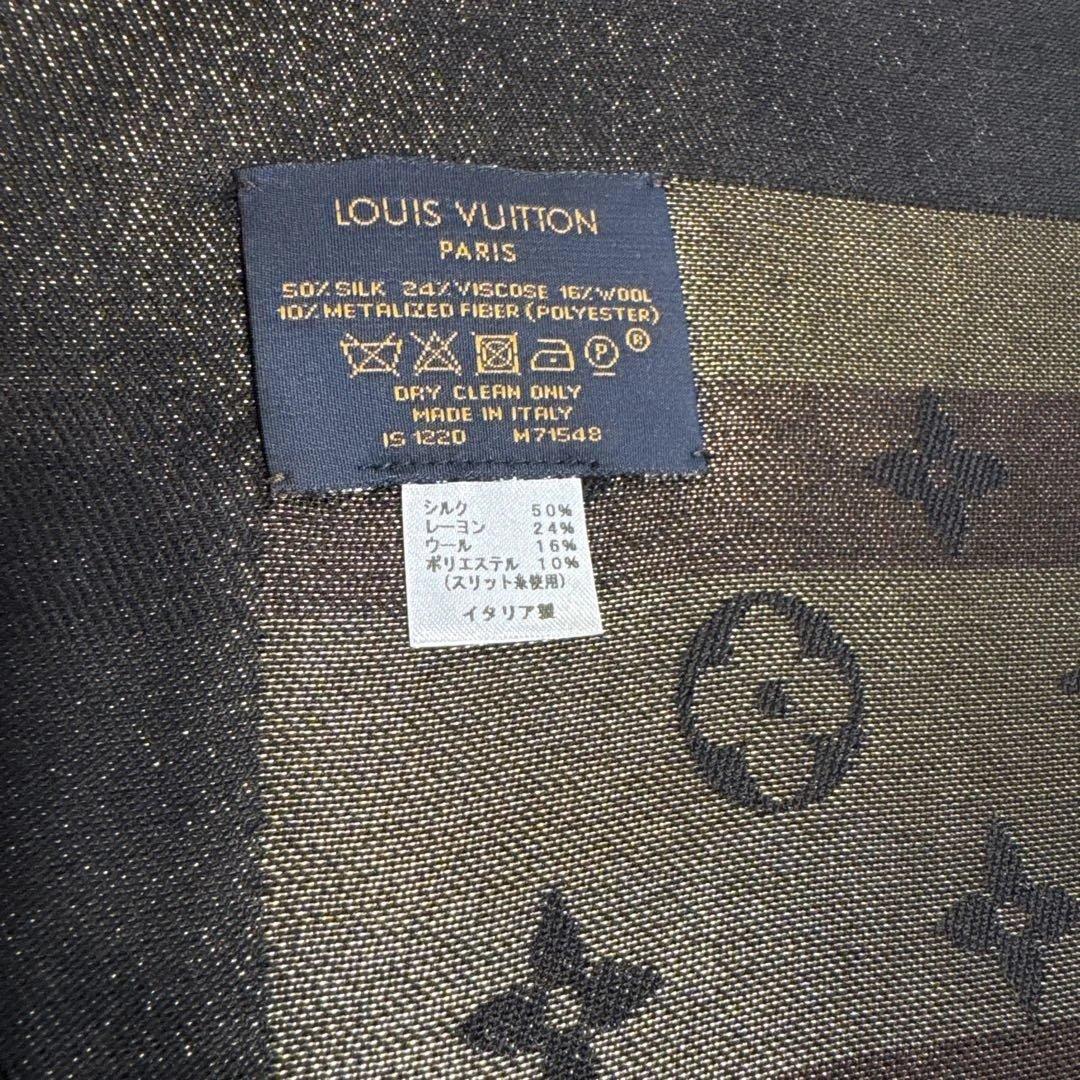 LOUIS VUITTON
PARIS
50% SILK 24% VISCOSE 16% WOOL
10% METALIZED FIBER (POLYESTER)
P ®
DRY CLEAN ONLY
MADE IN ITALY
IS 1220 M71548
シルク 50%
レーヨン 24%
ウール 16%
ポリエステル 10%
(スリット糸使用)
イタリア製